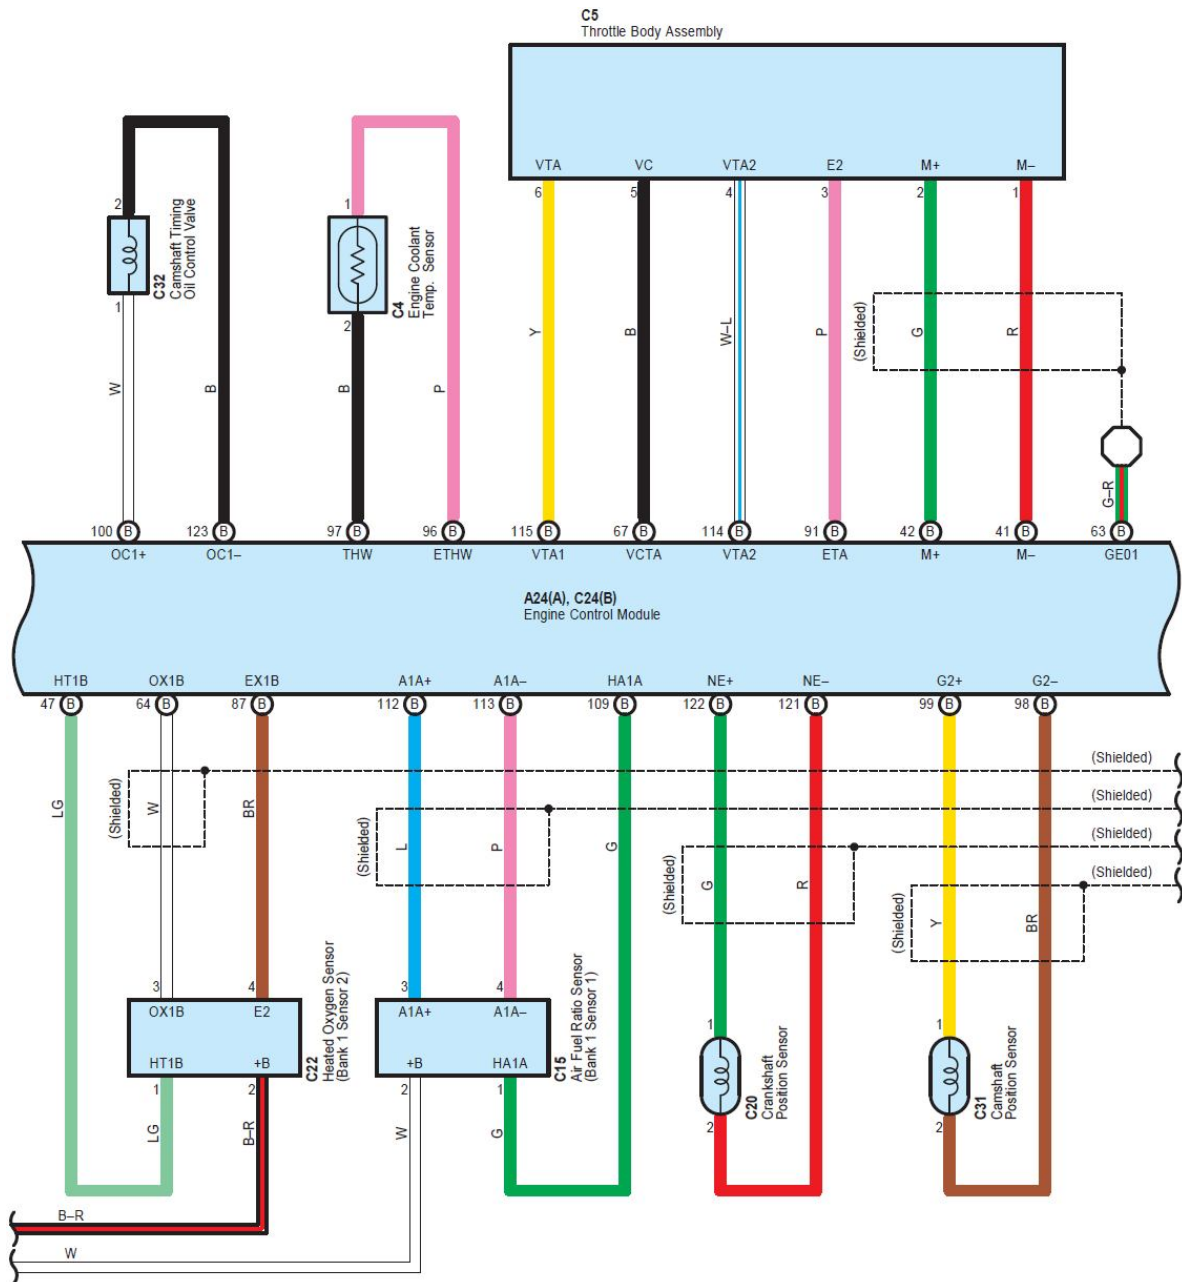 C5
Throttle Body Assembly
VTA VC VTA2 E2 M+ M–
6 5 4 3 2 1
2
C32
Camshaft Timing
Oil Control Valve
1
1
C4
Engine Coolant
Temp. Sensor
2
(Shielded)
W B B P Y B W–L P G R
G–R
100 B 123 B 97 B 96 B 115 B 67 B 114 B 91 B 42 B 41 B 63 B
OC1+ OC1– THW ETHW VTA1 VCTA VTA2 ETA M+ M– GE01
A24(A), C24(B)
Engine Control Module
HT1B OX1B EX1B A1A+ A1A– HA1A NE+ NE– G2+ G2–
47 B 64 B 87 B 112 B 113 B 109 B 122 B 121 B 99 B 98 B
(Shielded)
(Shielded)
(Shielded)
(Shielded)
(Shielded)
(Shielded)
(Shielded)
(Shielded)
LG W BR L P G G R Y BR
3 4
OX1B E2
HT1B +B
1 2
C22
Heated Oxygen Sensor
(Bank 1 Sensor 2)
3 4
A1A+ A1A–
+B HA1A
2 1
C15
Air Fuel Ratio Sensor
(Bank 1 Sensor 1)
1
C20
Crankshaft
Position Sensor
2
1
C31
Camshaft
Position Sensor
2
LG B–R W G
B–R
W